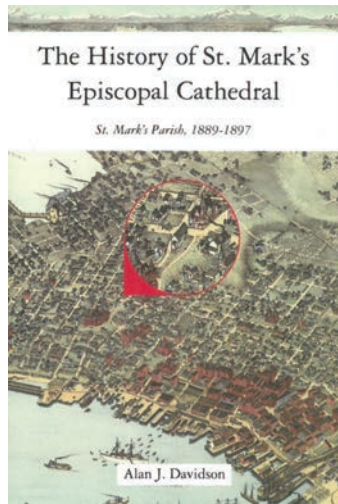 The History of St. Mark's
Episcopal Cathedral
St. Mark's Parish, 1889-1897
Alan J. Davidson